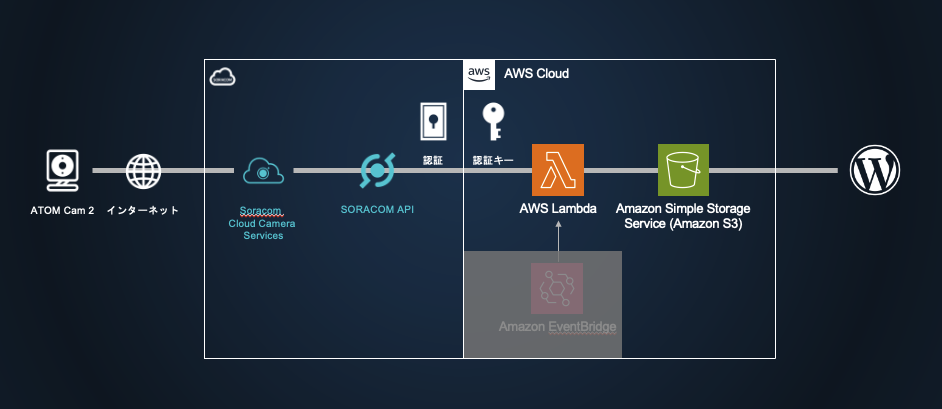 SORACOM
aws
AWS Cloud
認証
認証キー
ATOM Cam 2
インターネット
Soracom
Cloud Camera
Services
SORACOM API
AWS Lambda
Amazon Simple Storage
Service (Amazon S3)
Amazon EventBridge